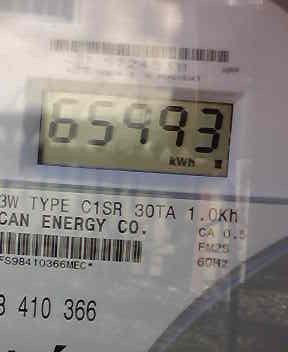 65993
kWh
3W TYPE C1SR 30TA 1.0Kh
CAN ENERGY CO.
CA 0.5
FM2S
60Hz
FS98410366MEC*
8 410 366